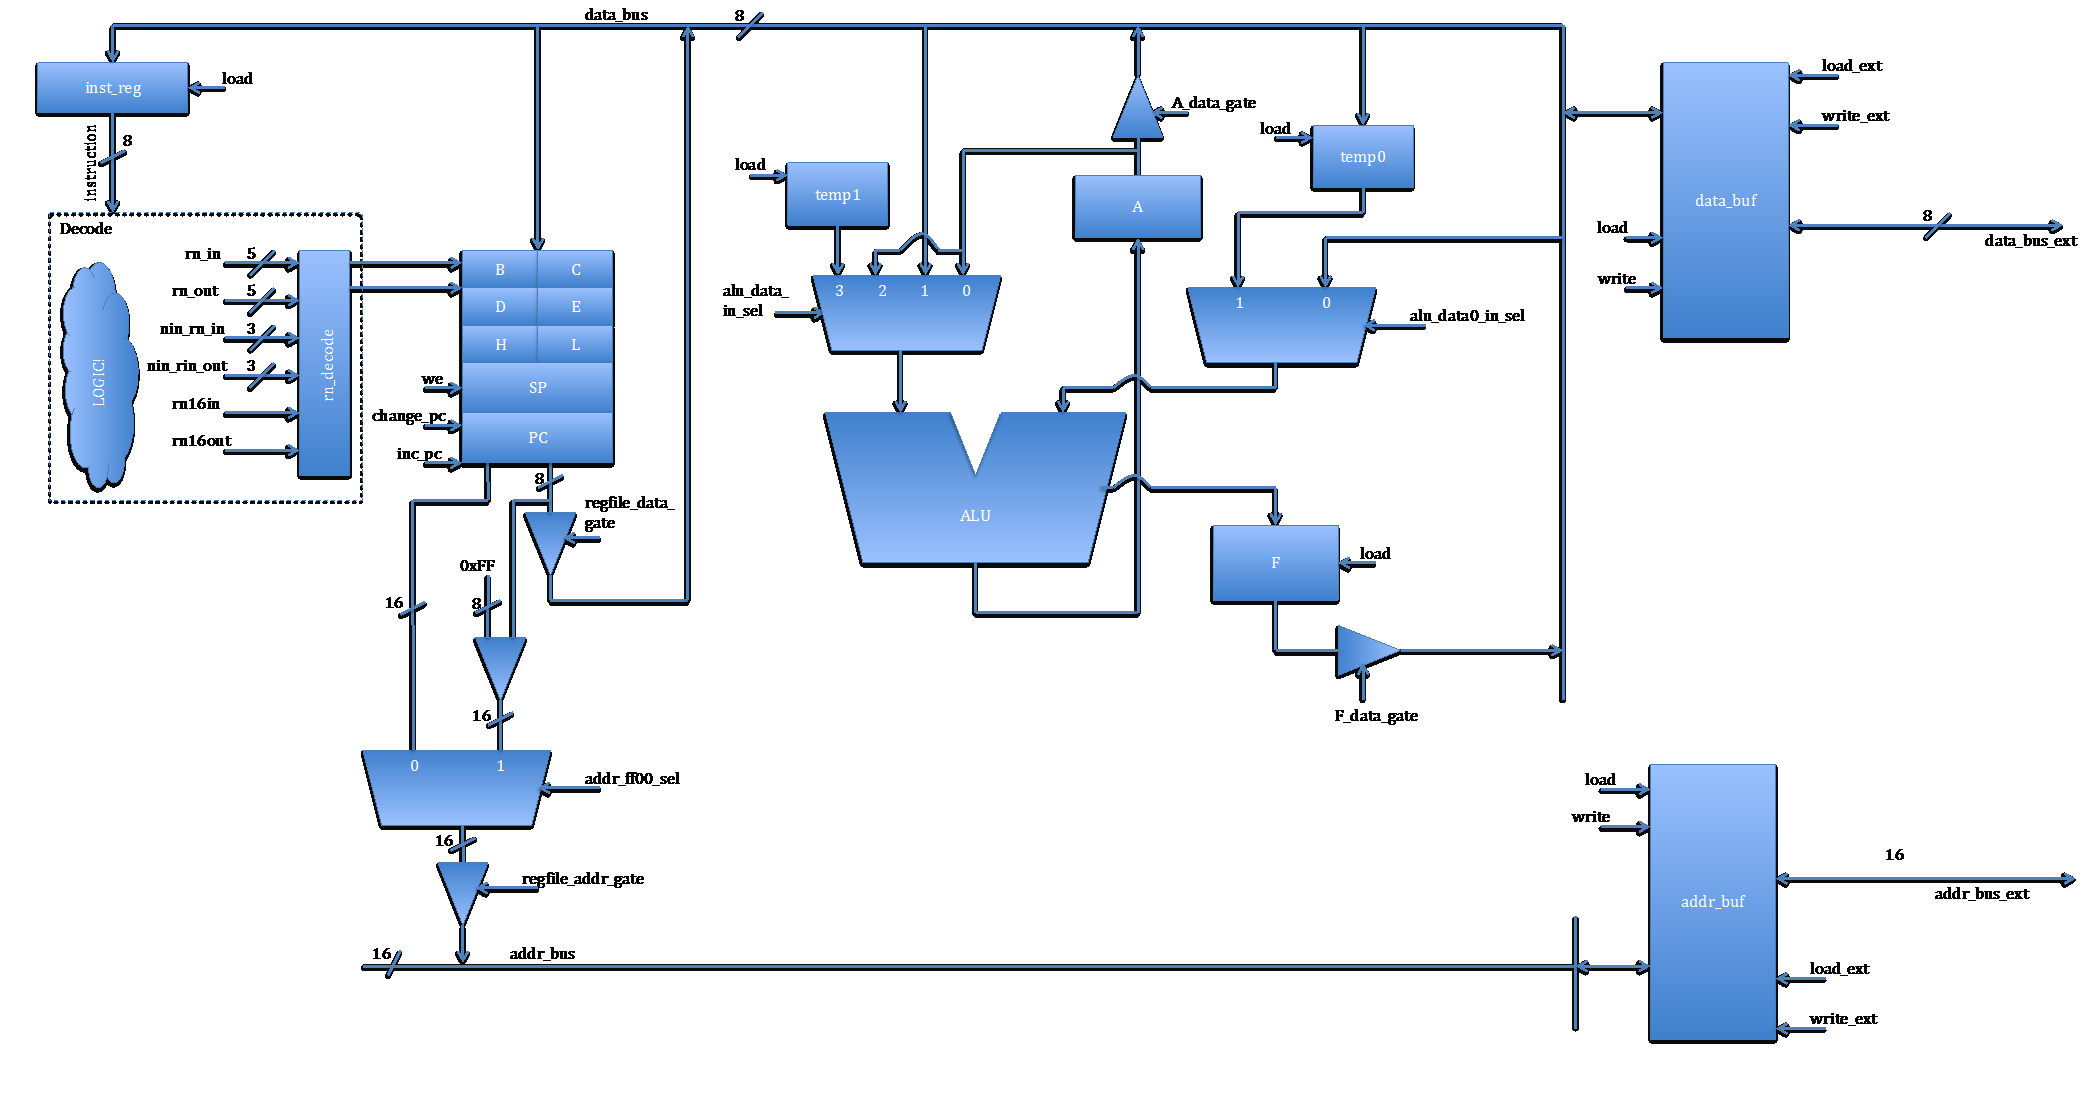 data_bus
8
inst_reg
load
instruction
8
Decode
LOGIC!
rn_in
5
rn_out
5
nin_rn_in
3
nin_rin_out
3
rn16in
rn16out
rn_decode
B
C
D
E
H
L
SP
PC
we
change_pc
inc_pc
8
regfile_data_
gate
0xFF
8
16
16
0
1
addr_ff00_sel
16
regfile_addr_gate
16
addr_bus
load
temp1
alu_data_
in_sel
3
2
1
0
A_data_gate
A
load
temp0
1
0
alu_data0_in_sel
ALU
F
load
F_data_gate
load_ext
write_ext
data_buf
load
write
8
data_bus_ext
load
write
addr_buf
16
addr_bus_ext
load_ext
write_ext